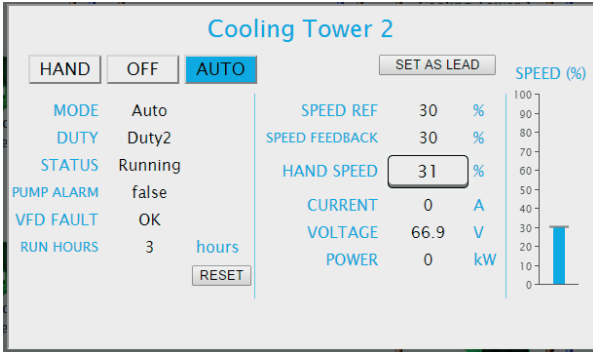 Cooling Tower 2
HAND OFF AUTO
SET AS LEAD
MODE Auto
DUTY Duty2
STATUS Running
PUMP ALARM false
VFD FAULT OK
RUN HOURS 3 hours
RESET
SPEED REF 30 %
SPEED FEEDBACK 30 %
HAND SPEED 31 %
CURRENT 0 A
VOLTAGE 66.9 V
POWER 0 kW
SPEED (%)
100
90
80
70
60
50
40
30
20
10
0